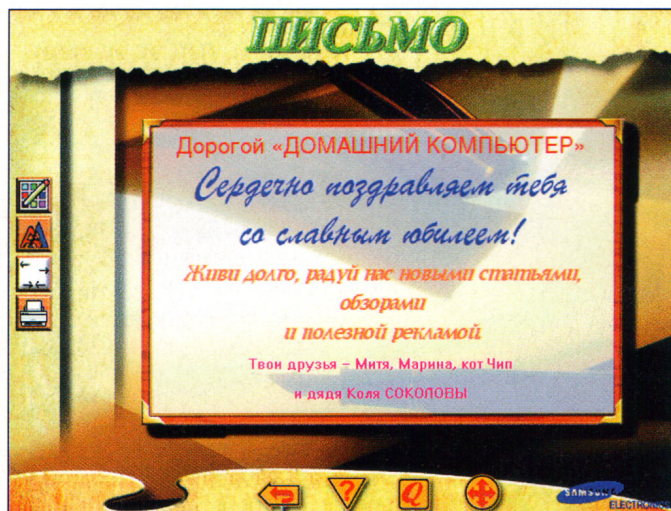 ПИСЬМО
Дорогой «ДОМАШНИЙ КОМПЬЮТЕР»
Сердечно поздравляем тебя
со славным юбилеем!
Живи долго, радуй нас новыми статьями,
обзорами
и полезной рекламой
Твои друзья – Митя, Марина, кот Чип
и дядя Коля СОКОЛОВЫ
? Q
SAMSUNG
ELECTRONICS